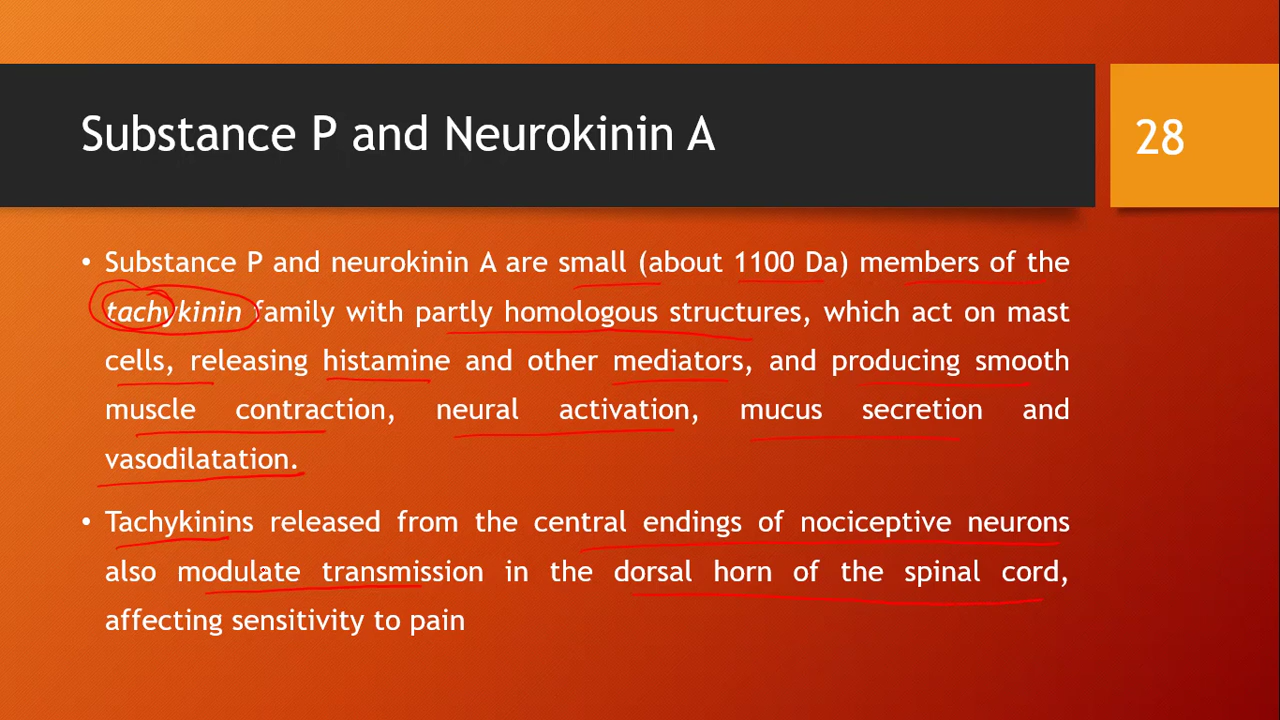 Substance P and Neurokinin A
28
• Substance P and neurokinin A are small (about 1100 Da) members of the
tachykinin family with partly homologous structures, which act on mast
cells, releasing histamine and other mediators, and producing smooth
muscle contraction, neural activation, mucus secretion and
vasodilatation.
• Tachykinins released from the central endings of nociceptive neurons
also modulate transmission in the dorsal horn of the spinal cord,
affecting sensitivity to pain